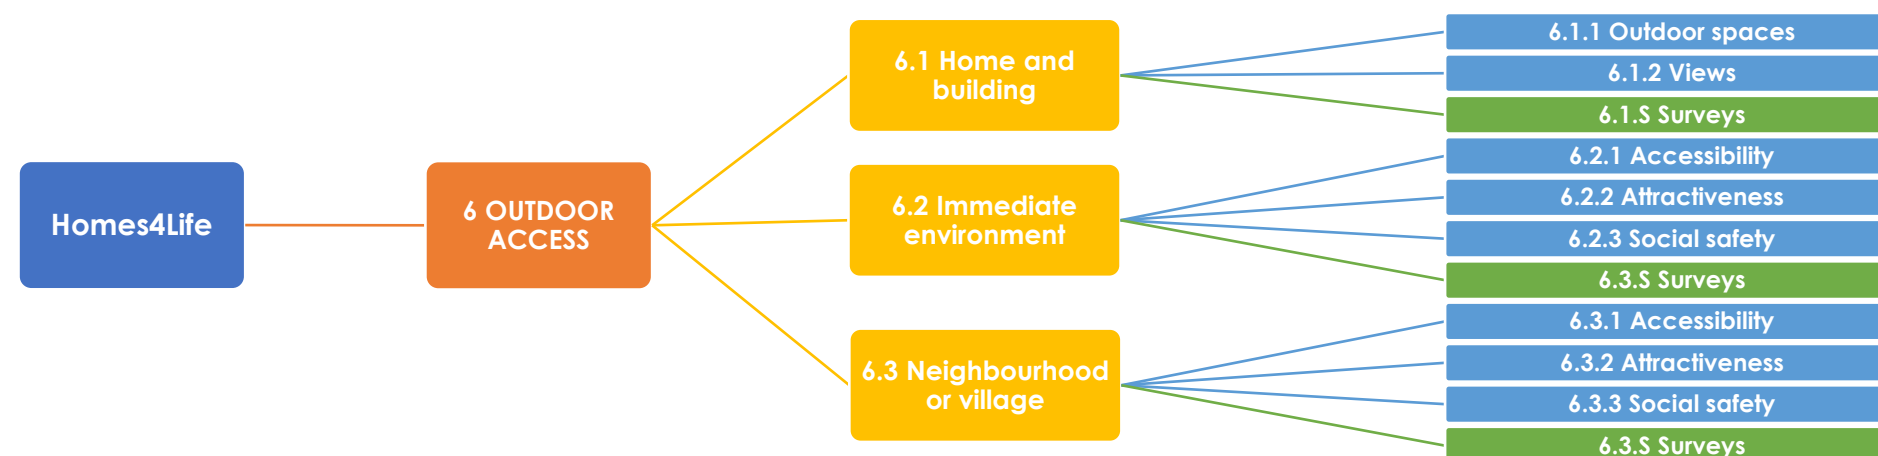 Homes4Life
6 OUTDOOR
ACCESS
6.1 Home and
building
6.1.1 Outdoor spaces
6.1.2 Views
6.1.S Surveys
6.2 Immediate
environment
6.2.1 Accessibility
6.2.2 Attractiveness
6.2.3 Social safety
6.3.S Surveys
6.3 Neighbourhood
or village
6.3.1 Accessibility
6.3.2 Attractiveness
6.3.3 Social safety
6.3.S Surveys